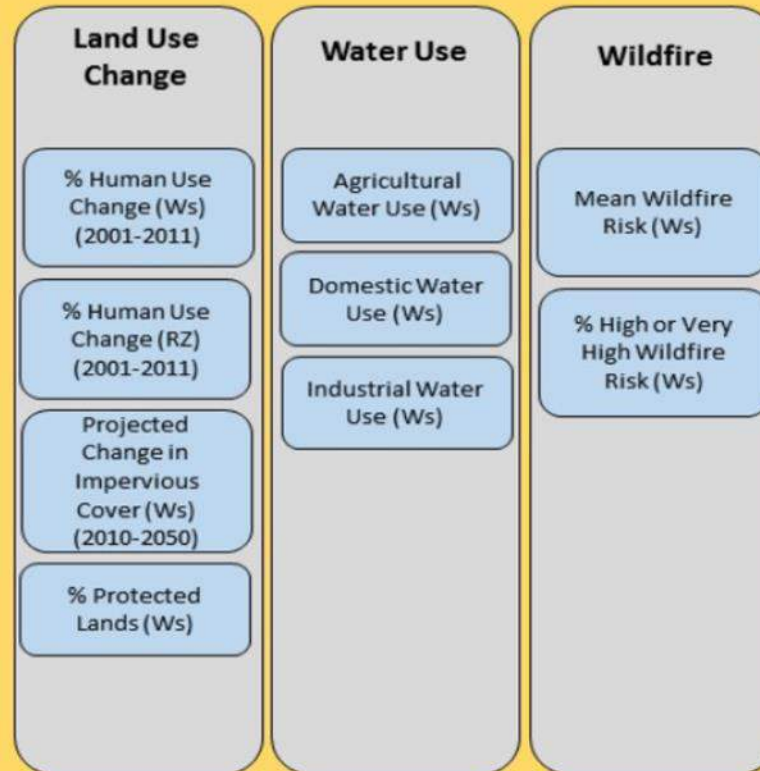 Land Use
Change
% Human Use
Change (Ws)
(2001-2011)
% Human Use
Change (RZ)
(2001-2011)
Projected
Change in
Impervious
Cover (Ws)
(2010-2050)
% Protected
Lands (Ws)
Water Use
Agricultural
Water Use (Ws)
Domestic Water
Use (Ws)
Industrial Water
Use (Ws)
Wildfire
Mean Wildfire
Risk (Ws)
% High or Very
High Wildfire
Risk (Ws)